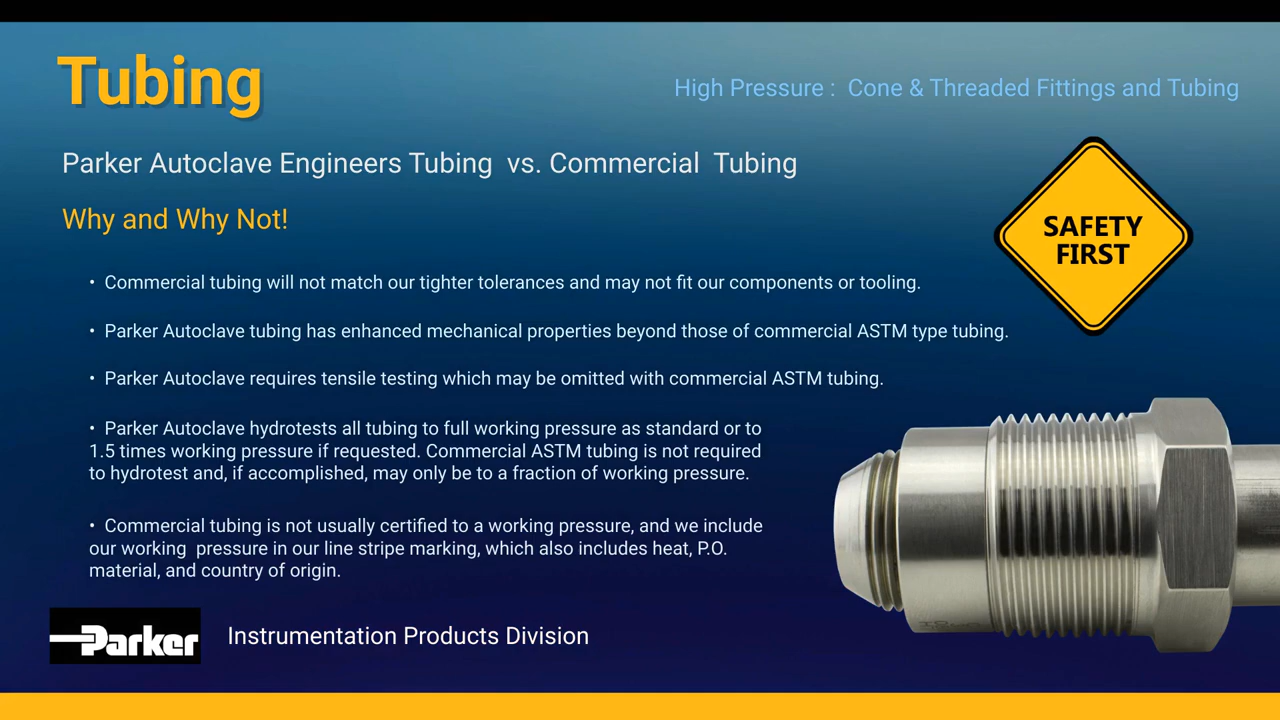 Tubing
High Pressure :  Cone & Threaded Fittings and Tubing
Parker Autoclave Engineers Tubing  vs. Commercial  Tubing
Why and Why Not!
SAFETY
FIRST
• Commercial tubing will not match our tighter tolerances and may not fit our components or tooling.
• Parker Autoclave tubing has enhanced mechanical properties beyond those of commercial ASTM type tubing.
• Parker Autoclave requires tensile testing which may be omitted with commercial ASTM tubing.
• Parker Autoclave hydrotests all tubing to full working pressure as standard or to
1.5 times working pressure if requested. Commercial ASTM tubing is not required
to hydrotest and, if accomplished, may only be to a fraction of working pressure.
• Commercial tubing is not usually certified to a working pressure, and we include
our working  pressure in our line stripe marking, which also includes heat, P.O.
material, and country of origin.
Parker
Instrumentation Products Division